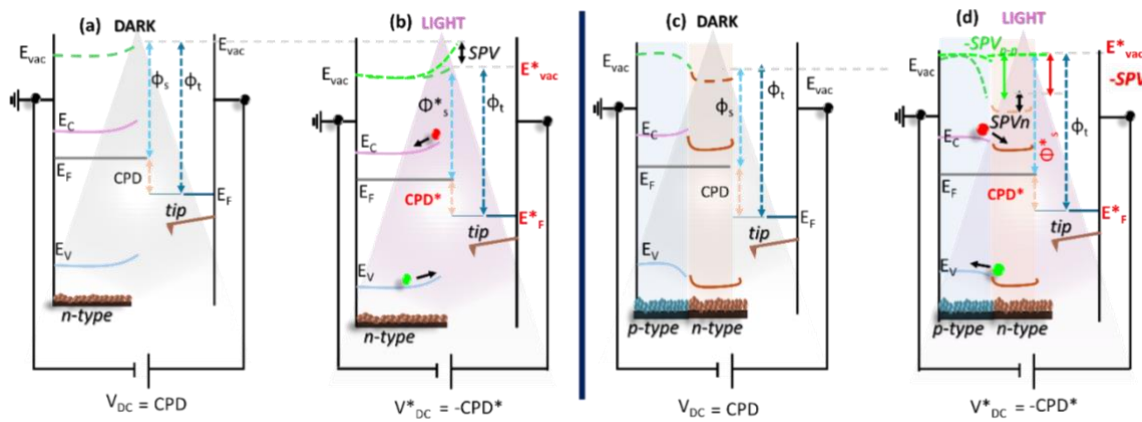 (a) DARK
E_vac
E_vac
ϕ_s
ϕ_t
E_C
E_F
CPD
E_F
tip
E_V
n-type
V_DC = CPD
(b) LIGHT
SPV
E*_vac
E_vac
Φ*_s
ϕ_t
E_C
E_F
CPD*
E*_F
tip
E_V
n-type
V*_DC = -CPD*
(c) DARK
E_vac
E_vac
ϕ_s
ϕ_t
E_C
E_F
CPD
tip
E_V
p-type n-type
V_DC = CPD
(d) LIGHT
-SPV_p-n
E*_vac
-SPV
E_vac
SPVn
E_C
Φ*_s
ϕ_t
E_F
CPD*
E*_F
tip
E_V
p-type n-type
V*_DC = -CPD*